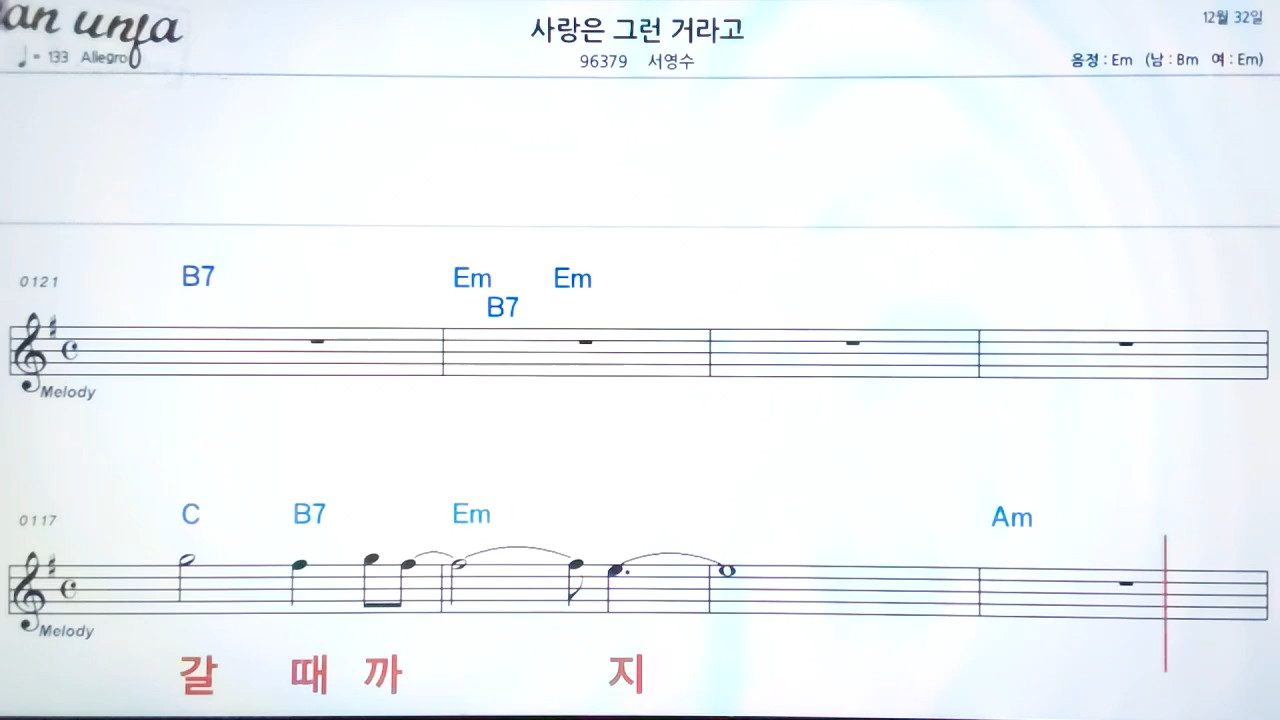 an unja
사랑은 그런 거라고
12월 32일
♩= 133 Allegro
96379 서영수
음정 : Em (남 : Bm 여 : Em)
0121
B7 Em B7 Em
Melody
0117
C B7 Em Am
Melody
갈 때 까 지